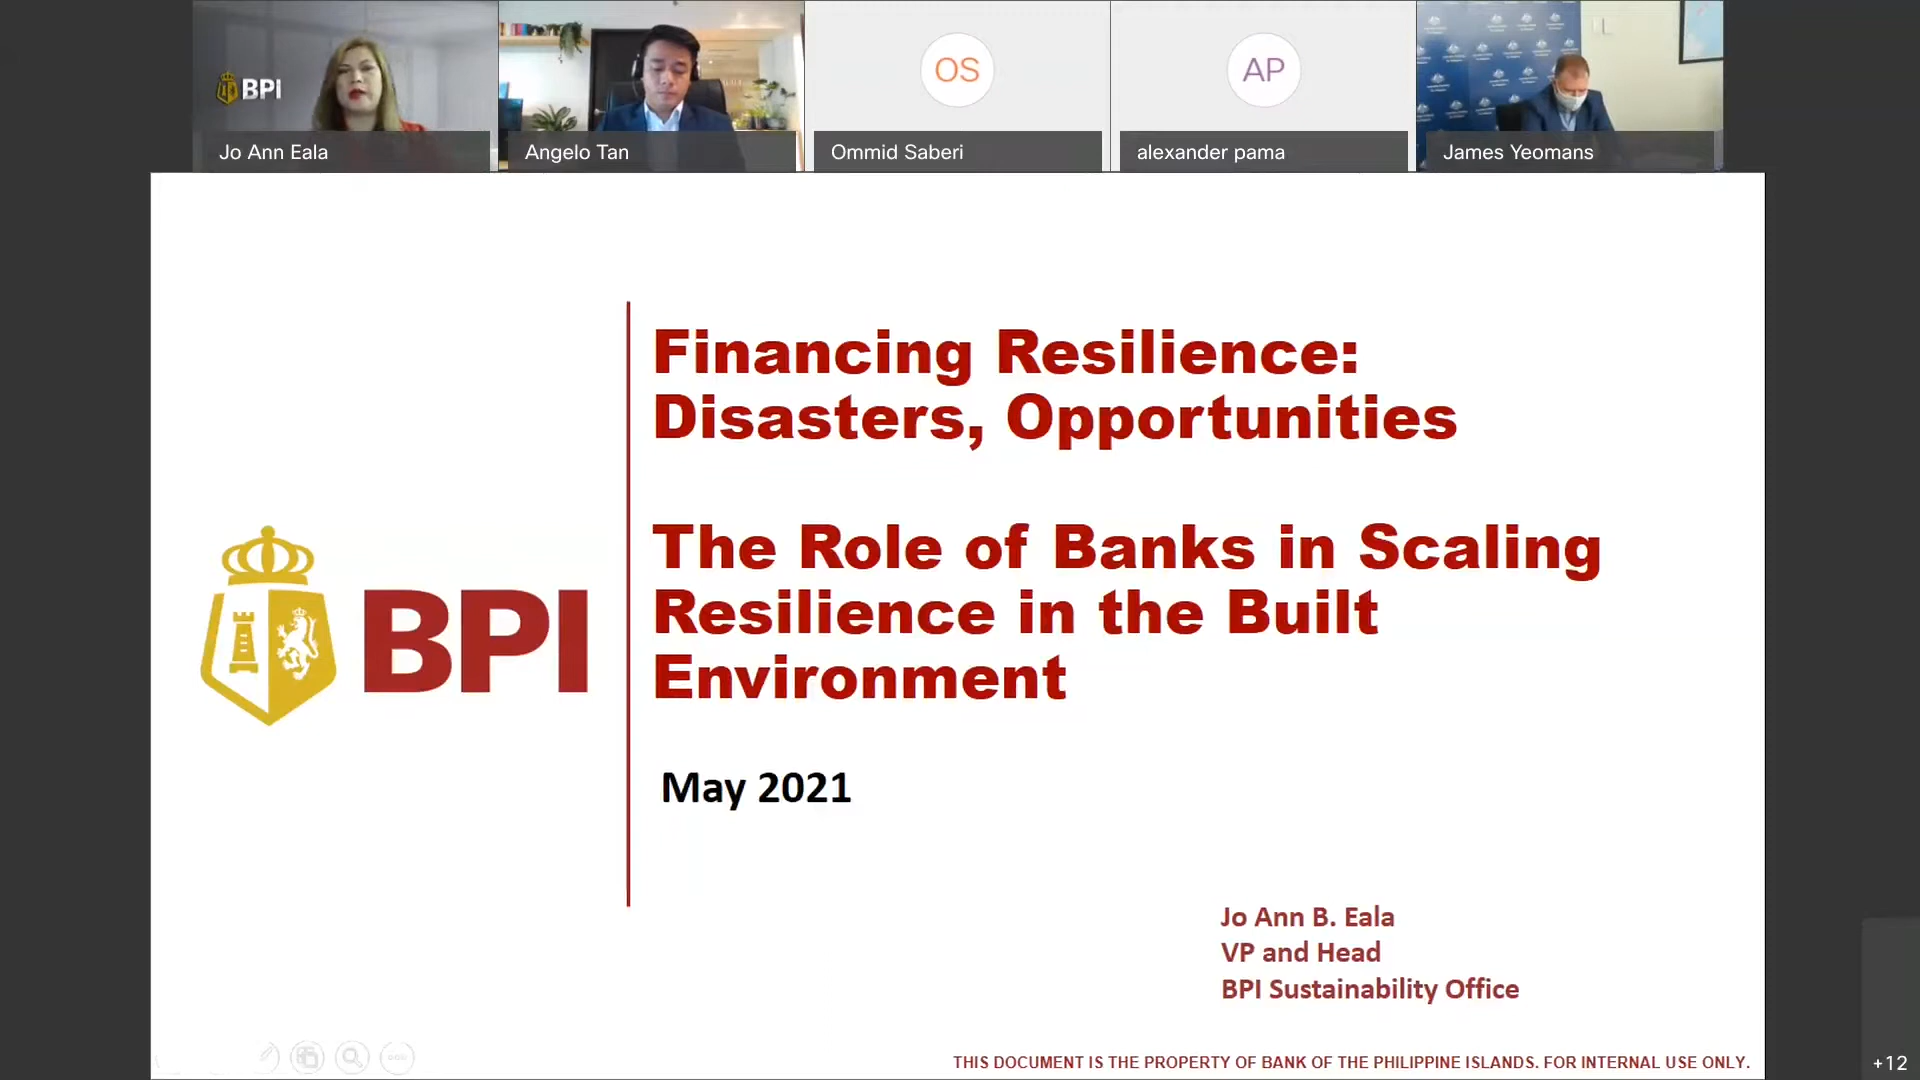 BPI
OS
AP
Jo Ann Eala
Angelo Tan
Ommid Saberi
alexander pama
James Yeomans
Financing Resilience:
Disasters, Opportunities
The Role of Banks in Scaling
Resilience in the Built
Environment
BPI
May 2021
Jo Ann B. Eala
VP and Head
BPI Sustainability Office
THIS DOCUMENT IS THE PROPERTY OF BANK OF THE PHILIPPINE ISLANDS. FOR INTERNAL USE ONLY.
+12